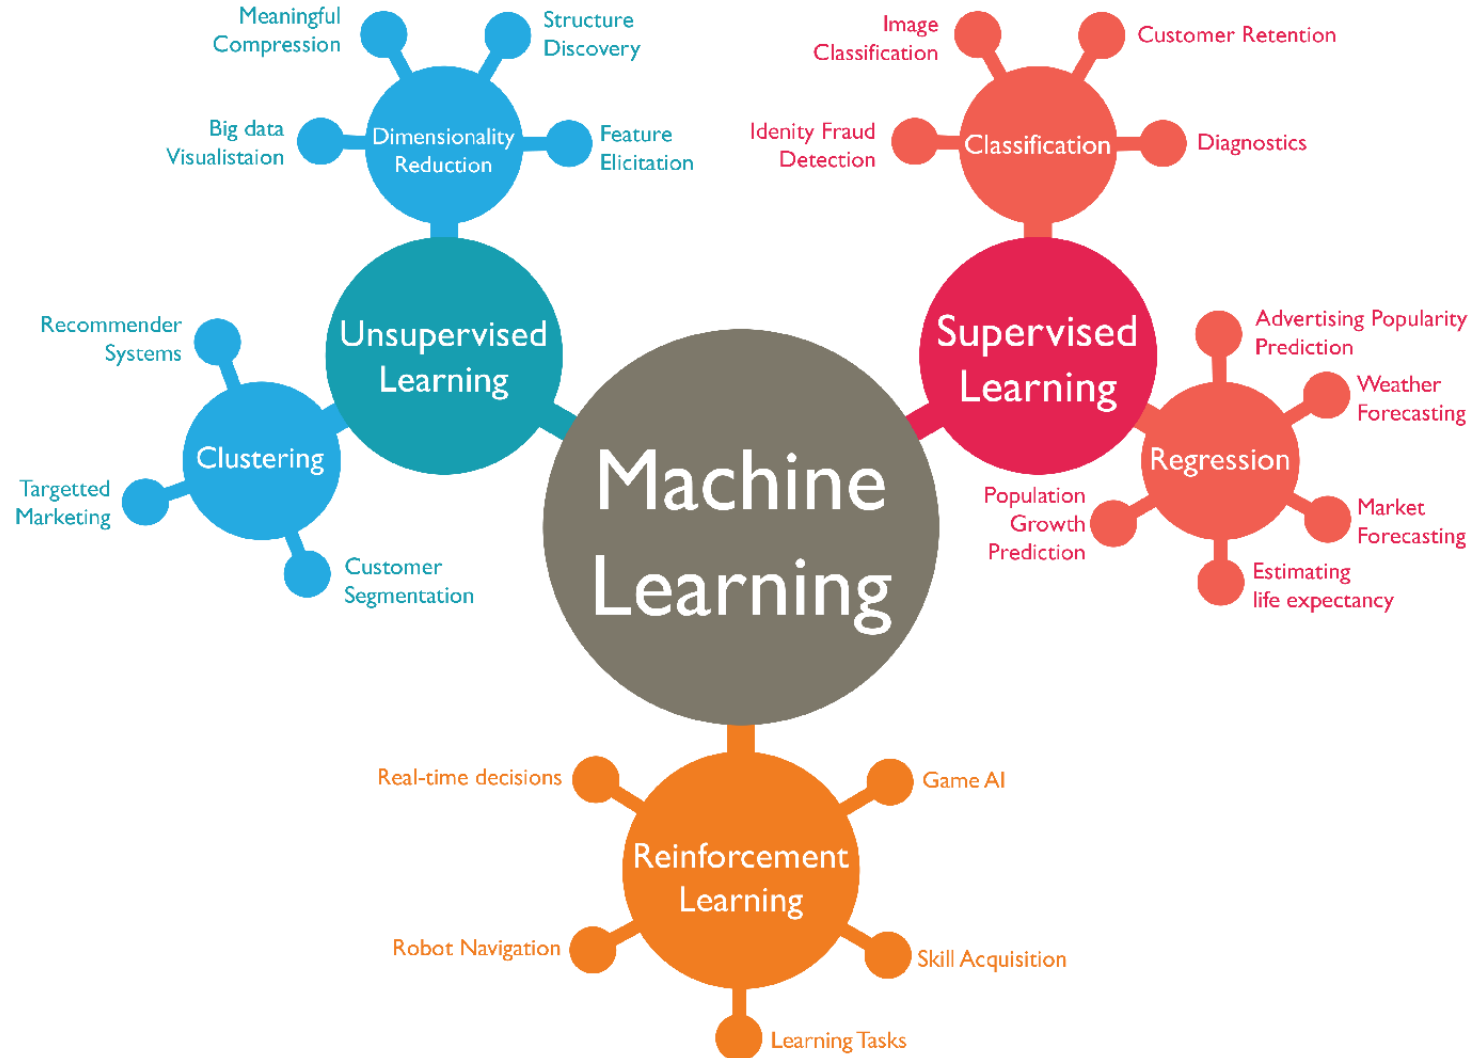 Meaningful
Compression
Structure
Discovery
Big data
Visualistaion
Dimensionality
Reduction
Feature
Elicitation
Image
Classification
Customer Retention
Idenity Fraud
Detection
Classification
Diagnostics
Unsupervised
Learning
Supervised
Learning
Recommender
Systems
Clustering
Targetted
Marketing
Customer
Segmentation
Machine
Learning
Advertising Popularity
Prediction
Weather
Forecasting
Regression
Population
Growth
Prediction
Market
Forecasting
Estimating
life expectancy
Real-time decisions
Game AI
Reinforcement
Learning
Robot Navigation
Skill Acquisition
Learning Tasks